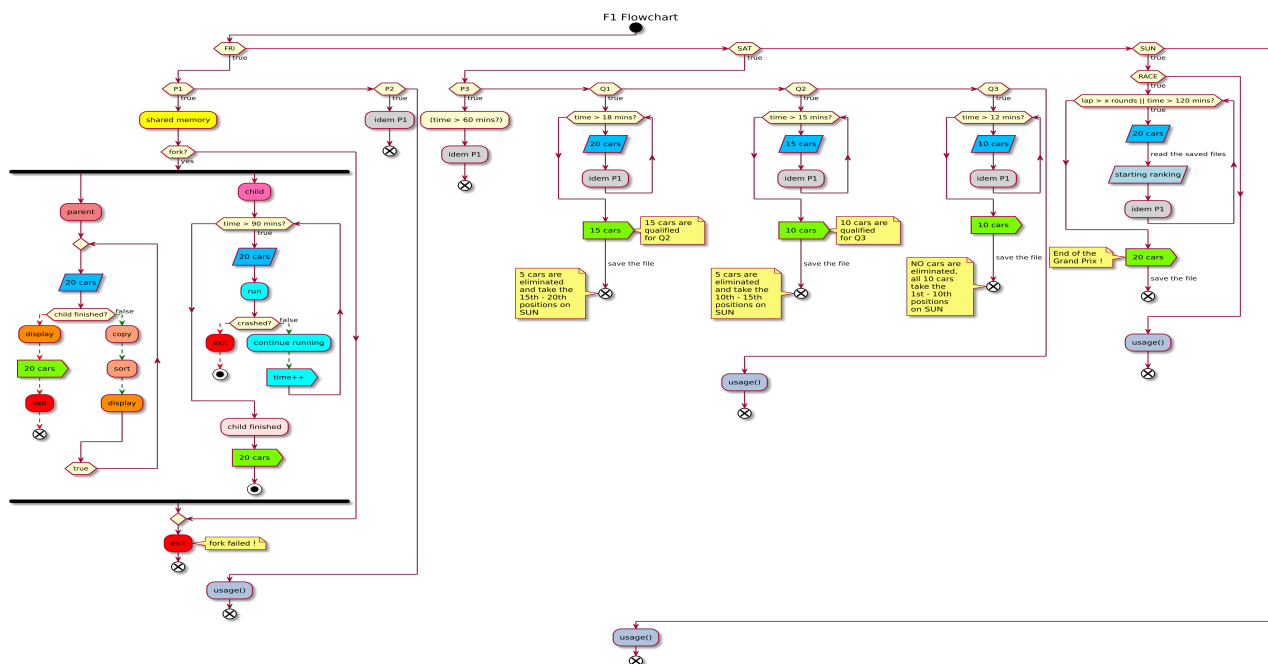 F1 Flowchart
FRI
true
SAT
true
SUN
true
P1
true
P2
true
P3
true
Q1
true
Q2
true
Q3
true
RACE
true
shared memory
idem P1
(time > 60 mins?)
idem P1
fork?
yes
parent
20 cars
child finished?
false
display
20 cars
exit
copy
sort
display
true
child
time > 90 mins?
true
20 cars
run
crashed?
false
exit
continue running
time++
child finished
20 cars
exit
fork failed !
usage()
time > 18 mins?
true
20 cars
idem P1
15 cars
15 cars are
qualified
for Q2
save the file
5 cars are
eliminated
and take the
15th - 20th
positions on
SUN
time > 15 mins?
true
15 cars
idem P1
10 cars
10 cars are
qualified
for Q3
save the file
5 cars are
eliminated
and take the
10th - 15th
positions on
SUN
time > 12 mins?
true
10 cars
idem P1
10 cars
save the file
NO cars are
eliminated,
all 10 cars
take the
1st - 10th
positions
on SUN
usage()
lap > x rounds || time > 120 mins?
true
20 cars
read the saved files
starting ranking
idem P1
End of the
Grand Prix !
20 cars
save the file
usage()
usage()